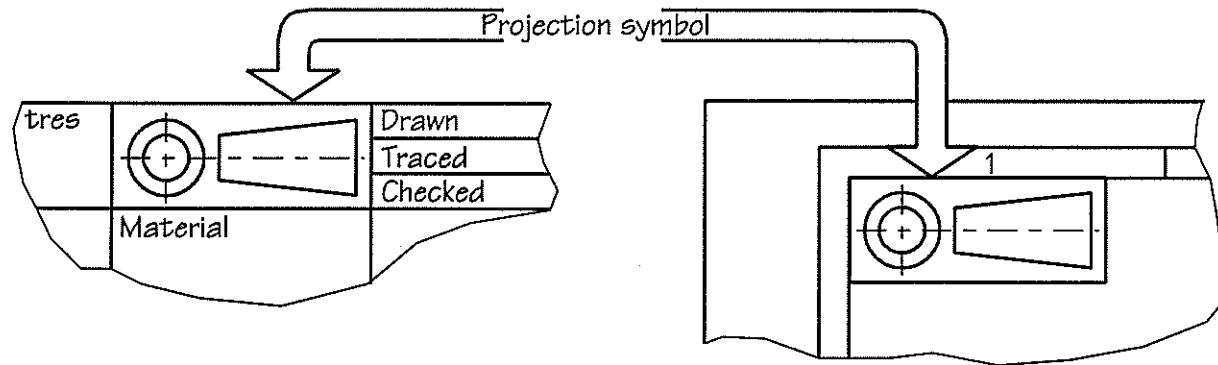 Projection symbol
tres
Drawn
Traced
Checked
Material
1